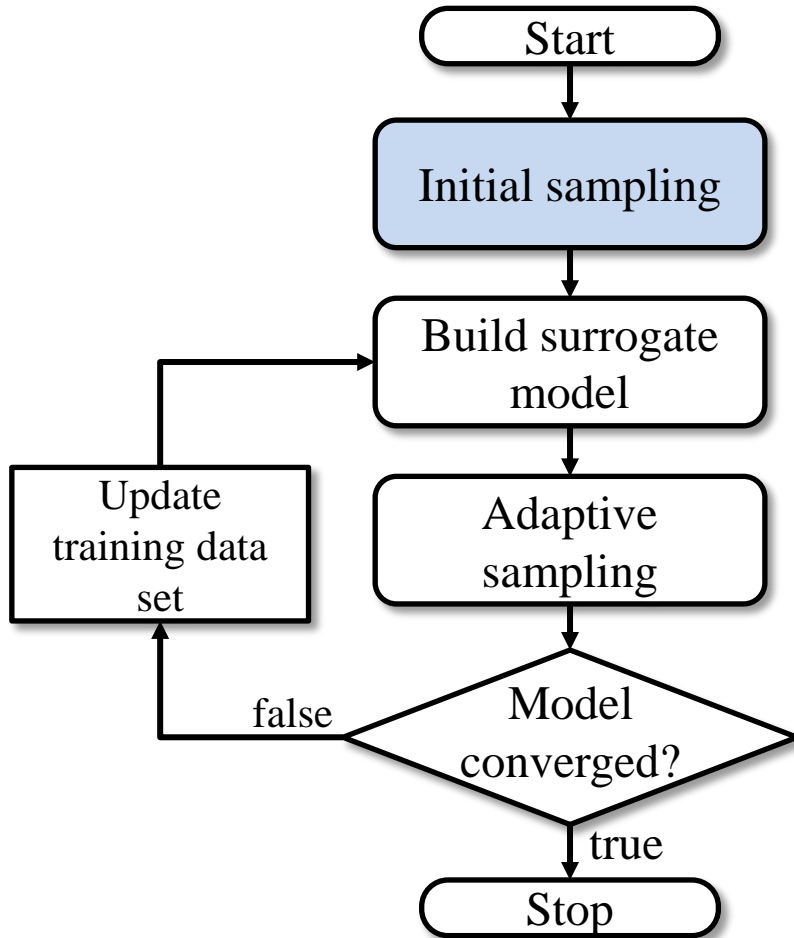 Start
Initial sampling
Build surrogate
model
Adaptive
sampling
Update
training data
set
Model
converged?
false
true
Stop